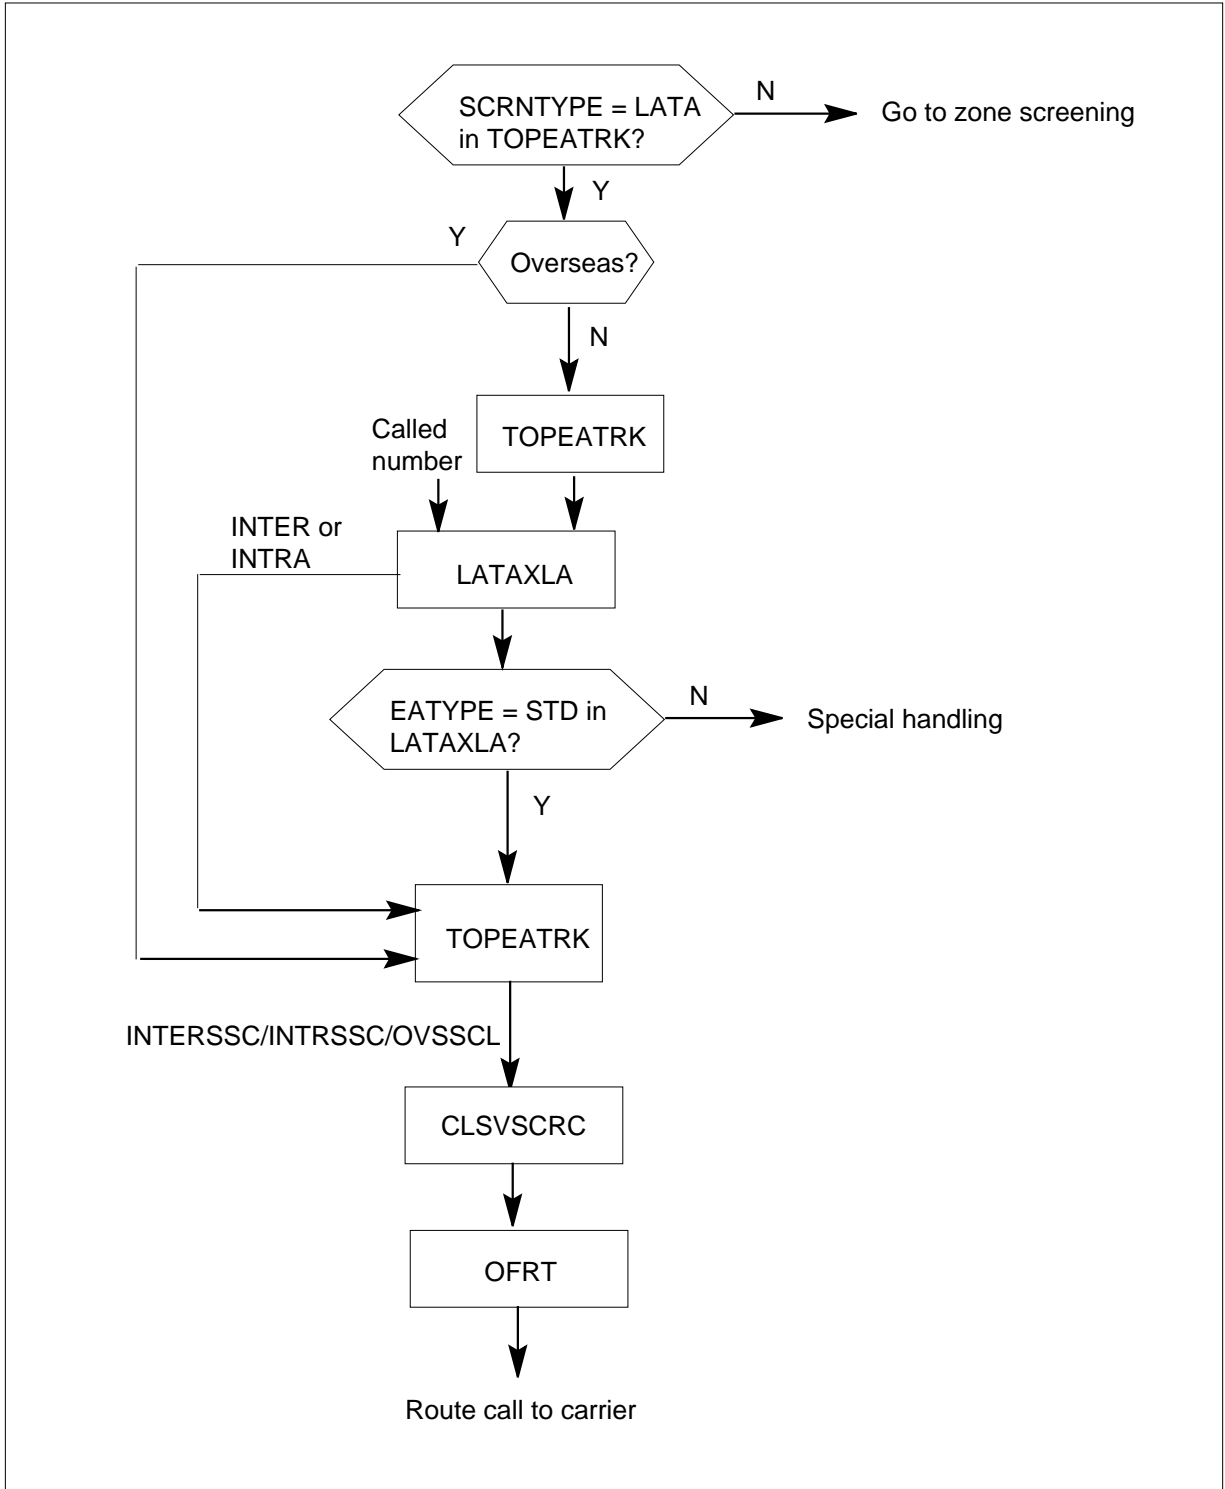 SCRNTYPE = LATA
in TOPEATRK?
N
Go to zone screening
Y
Y
Overseas?
N
Called
number
TOPEATRK
INTER or
INTRA
LATAXLA
EATYPE = STD in
LATAXLA?
N
Special handling
Y
TOPEATRK
INTERSSC/INTRSSC/OVSSCL
CLSVSCRC
OFRT
Route call to carrier